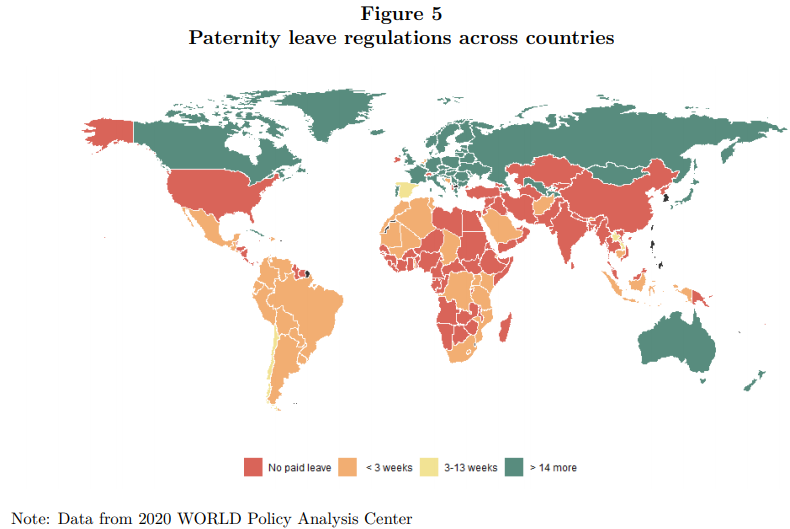 Figure 5
Paternity leave regulations across countries
No paid leave
< 3 weeks
3-13 weeks
> 14 more
Note: Data from 2020 WORLD Policy Analysis Center